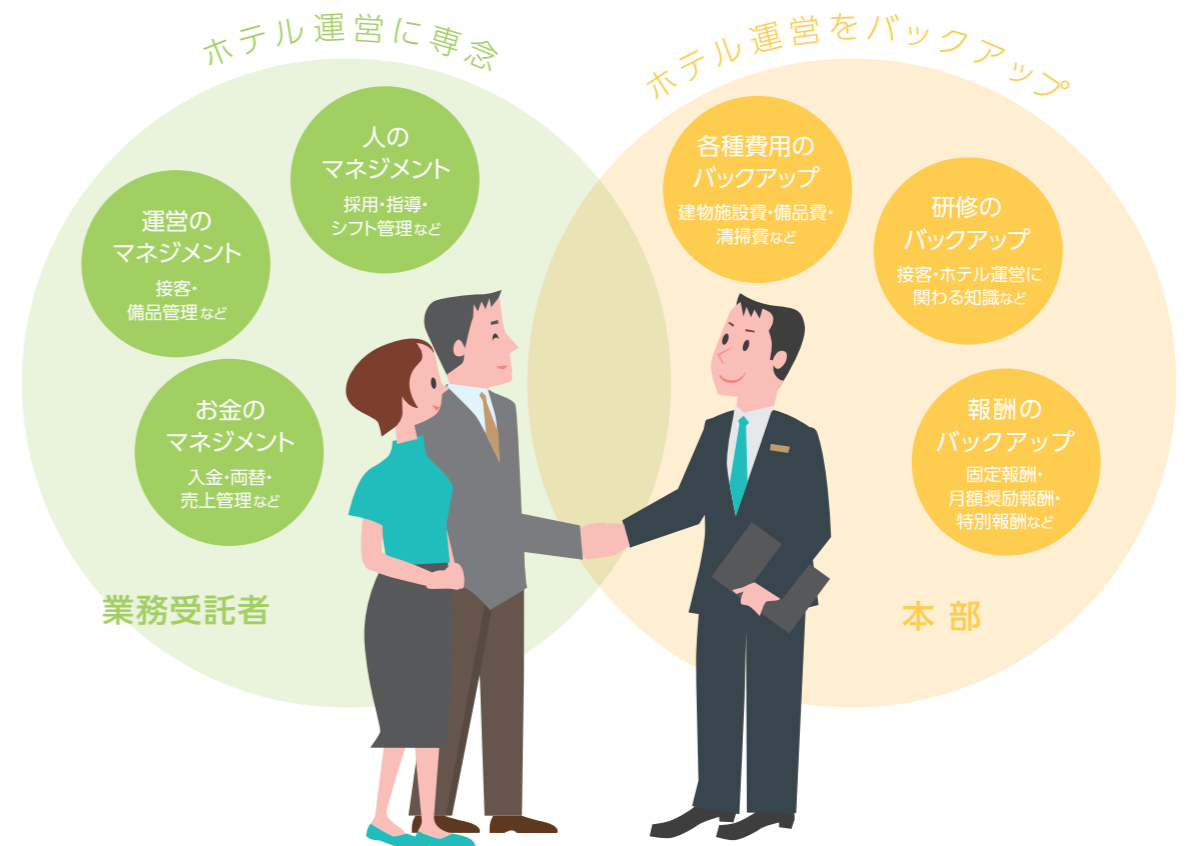 ホテル運営に専念
人の
マネジメント
採用・指導・
シフト管理など
運営の
マネジメント
接客・
備品管理など
お金の
マネジメント
入金・両替・
売上管理など
業務受託者
ホテル運営をバックアップ
各種費用の
バックアップ
建物施設費・備品費・
清掃費など
研修の
バックアップ
接客・ホテル運営に
関わる知識など
報酬の
バックアップ
固定報酬・
月額奨励報酬・
特別報酬など
本部